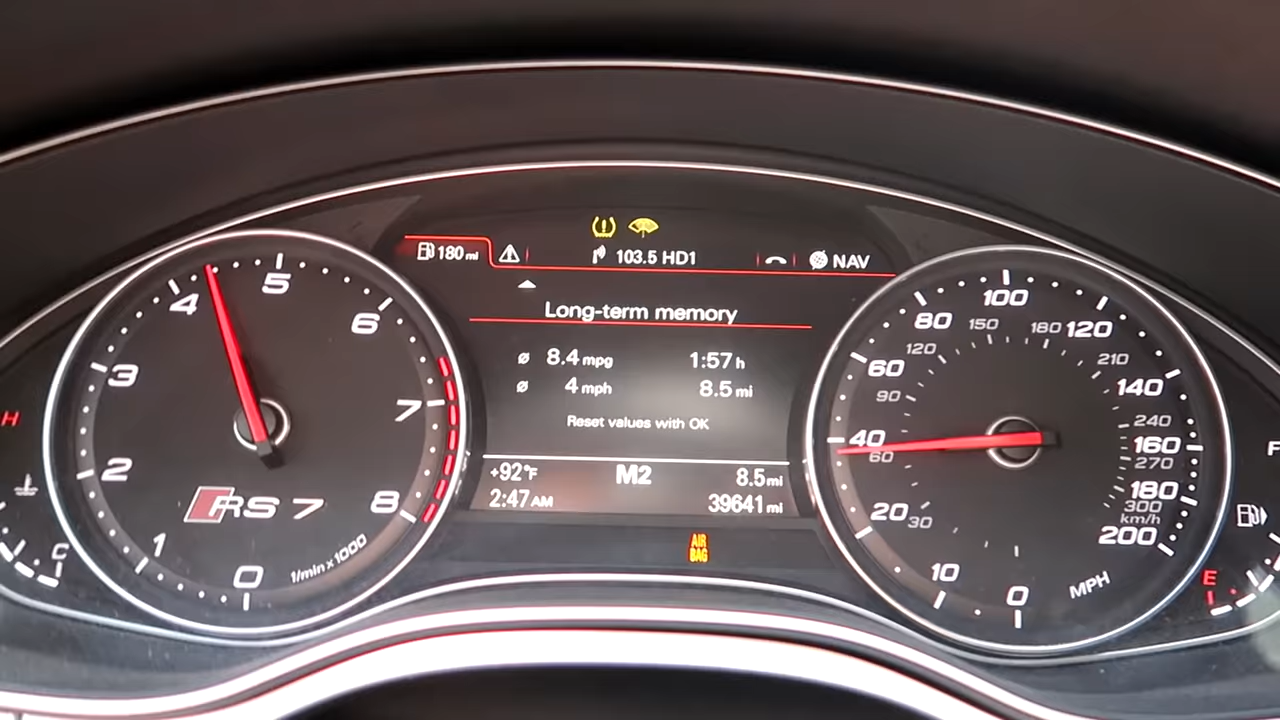 180 mi
103.5 HD1
NAV
Long-term memory
ø 8.4 mpg 1:57 h
ø 4 mph 8.5 mi
Reset values with OK
+92°F M2 8.5 mi
2:47 AM 39641 mi
AIR
BAG
0
1
2
3
4
5
6
7
8
RS 7
1/min x 1000
H
C
0
10
20
40
60
80
100
120
140
160
180
200
MPH
30
60
90
120
150
180
210
240
270
300
km/h
F
E